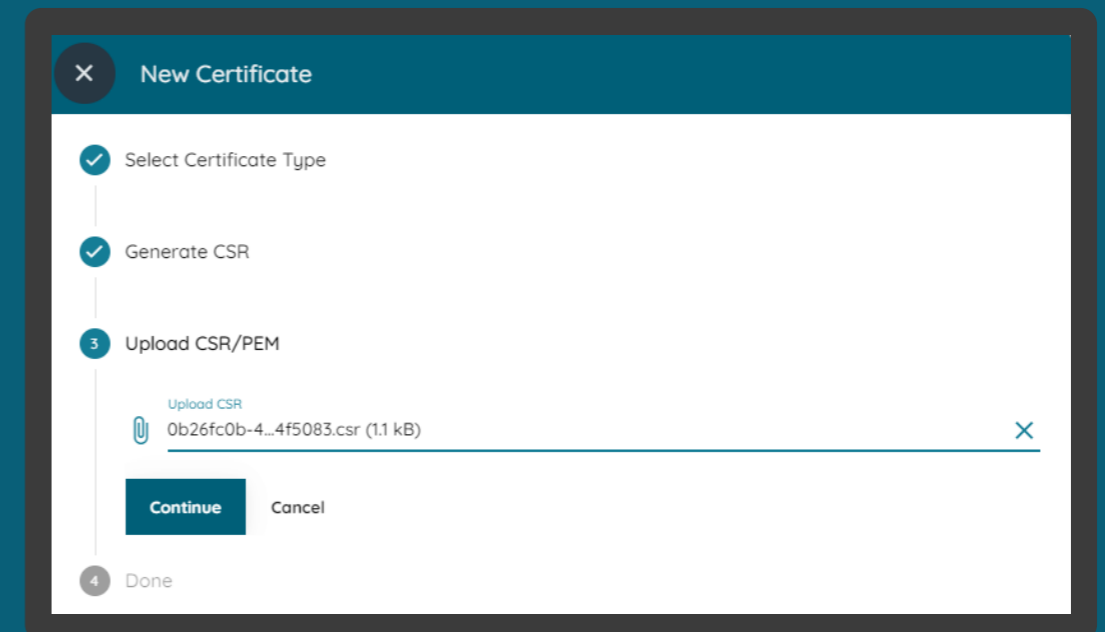 New Certificate
Select Certificate Type
Generate CSR
3 Upload CSR/PEM
Upload CSR
0b26fc0b-4...4f5083.csr (1.1 kB)
Continue Cancel
4 Done